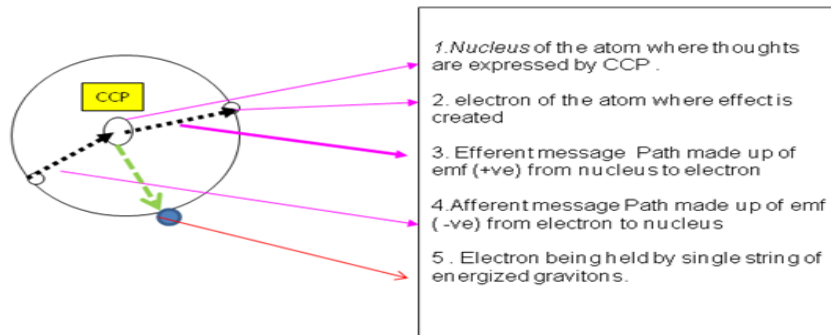 CCP
1.Nucleus of the atom where thoughts
are expressed by CCP .
2. electron of the atom where effect is
created
3. Efferent message Path made up of
emf (+ve) from nucleus to electron
4.Afferent message Path made up of emf
( -ve) from electron to nucleus
5 . Electron being held by single string of
energized gravitons.